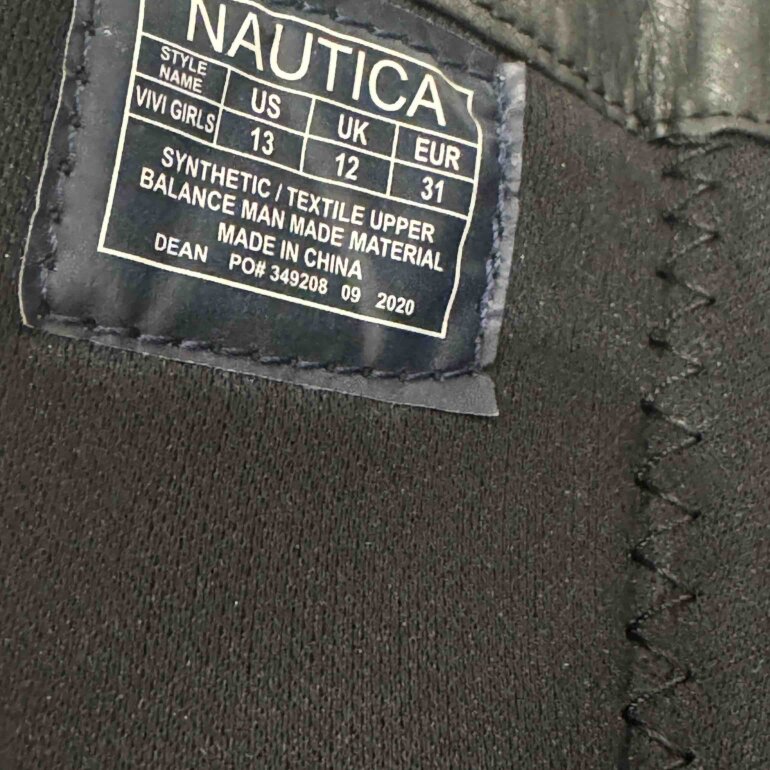 NAUTICA
STYLE NAME US UK EUR
VIVI GIRLS 13 12 31
SYNTHETIC / TEXTILE UPPER
BALANCE MAN MADE MATERIAL
MADE IN CHINA
DEAN PO# 349208 09 2020